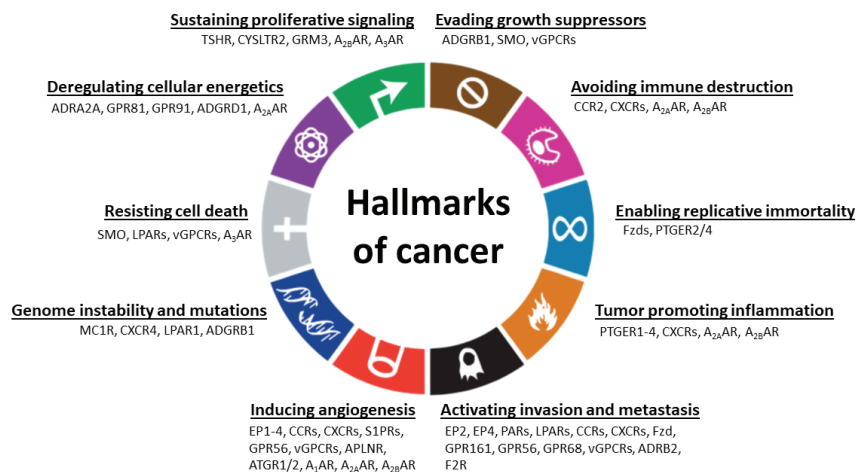 Sustaining proliferative signaling
TSHR, CYSLTR2, GRM3, A₂BAR, A₃AR
Evading growth suppressors
ADGRB1, SMO, vGPCRs
Deregulating cellular energetics
ADRA2A, GPR81, GPR91, ADGRD1, A₂AAR
Avoiding immune destruction
CCR2, CXCRs, A₂AAR, A₂BAR
Resisting cell death
SMO, LPARs, vGPCRs, A₃AR
Hallmarks
of cancer
Enabling replicative immortality
Fzds, PTGER2/4
Genome instability and mutations
MC1R, CXCR4, LPAR1, ADGRB1
Tumor promoting inflammation
PTGER1-4, CXCRs, A₂AAR, A₂BAR
Inducing angiogenesis
EP1-4, CCRs, CXCRs, S1PRs,
GPR56, vGPCRs, APLNR,
ATGR1/2, A₁AR, A₂AAR, A₂BAR
Activating invasion and metastasis
EP2, EP4, PARs, LPARs, CCRs, CXCRs, Fzd,
GPR161, GPR56, GPR68, vGPCRs, ADRB2,
F2R